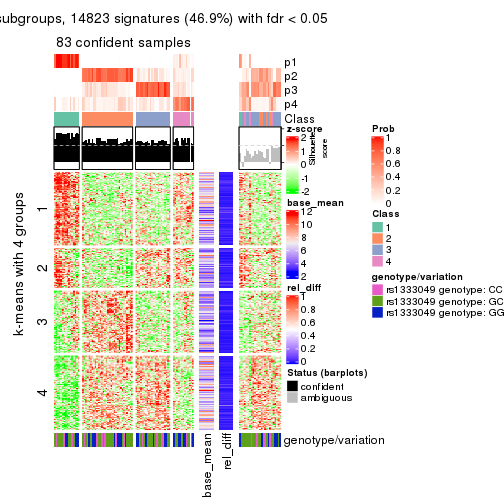 subgroups, 14823 signatures (46.9%) with fdr < 0.05
83 confident samples
p1
p2
p3
p4
Class
z-score
2
1
0
-1
-2
Silhouette
score
base_mean
12
10
8
6
4
2
rel_diff
1
0.8
0.6
0.4
0.2
0
Status (barplots)
confident
ambiguous
Prob
1
0.8
0.6
0.4
0.2
0
Class
1
2
3
4
genotype/variation
rs1333049 genotype: CC
rs1333049 genotype: GC
rs1333049 genotype: GG
k-means with 4 groups
1
2
3
4
genotype/variation
base_mean
rel_diff